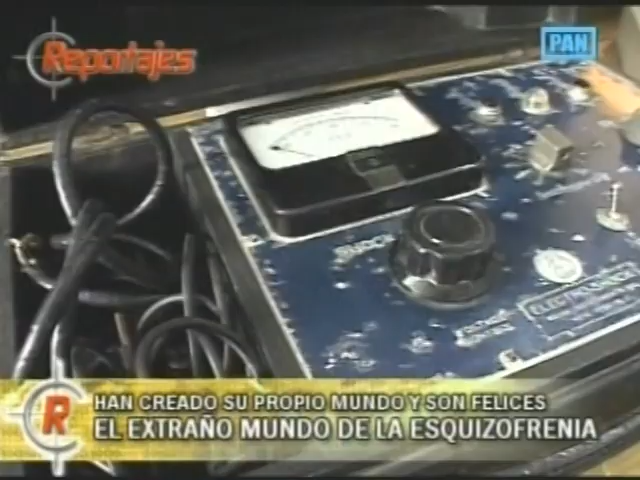 Reportajes
PAN
R
HAN CREADO SU PROPIO MUNDO Y SON FELICES
EL EXTRAÑO MUNDO DE LA ESQUIZOFRENIA